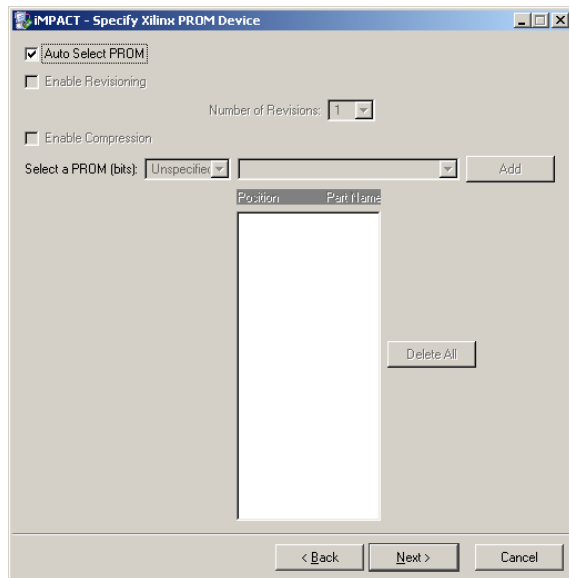 iMPACT - Specify Xilinx PROM Device
Auto Select PROM
Enable Revisioning
Number of Revisions: 1
Enable Compression
Select a PROM (bits): Unspecified Add
Position Part Name
Delete All
< Back Next > Cancel